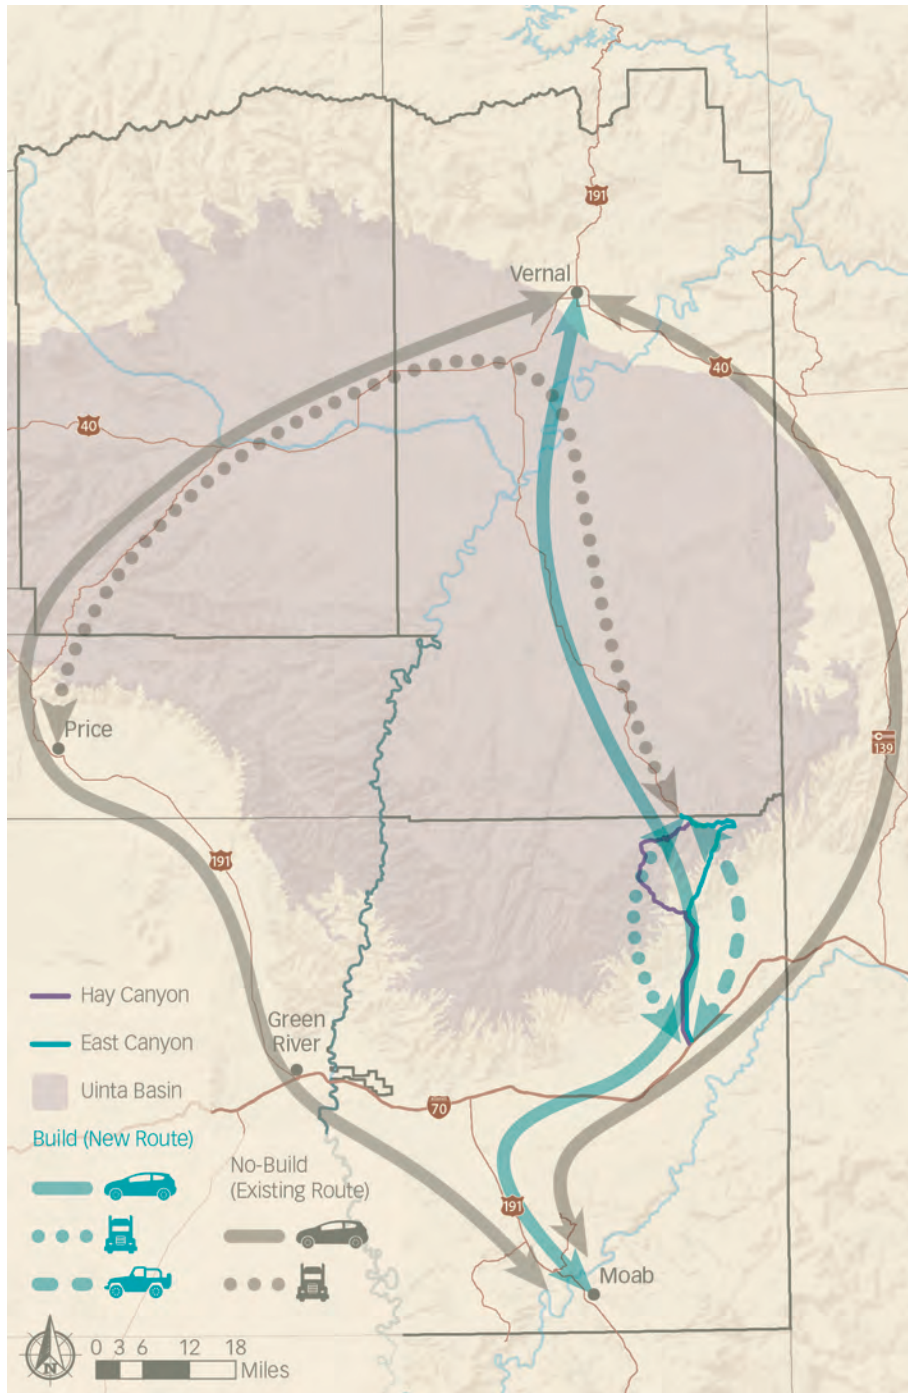 191
Vernal
40
40
Price
139
191
Hay Canyon
East Canyon
Uinta Basin
Green
River
70
Build (New Route)
No-Build
(Existing Route)
191
Moab
N
0 3 6 12 18
Miles